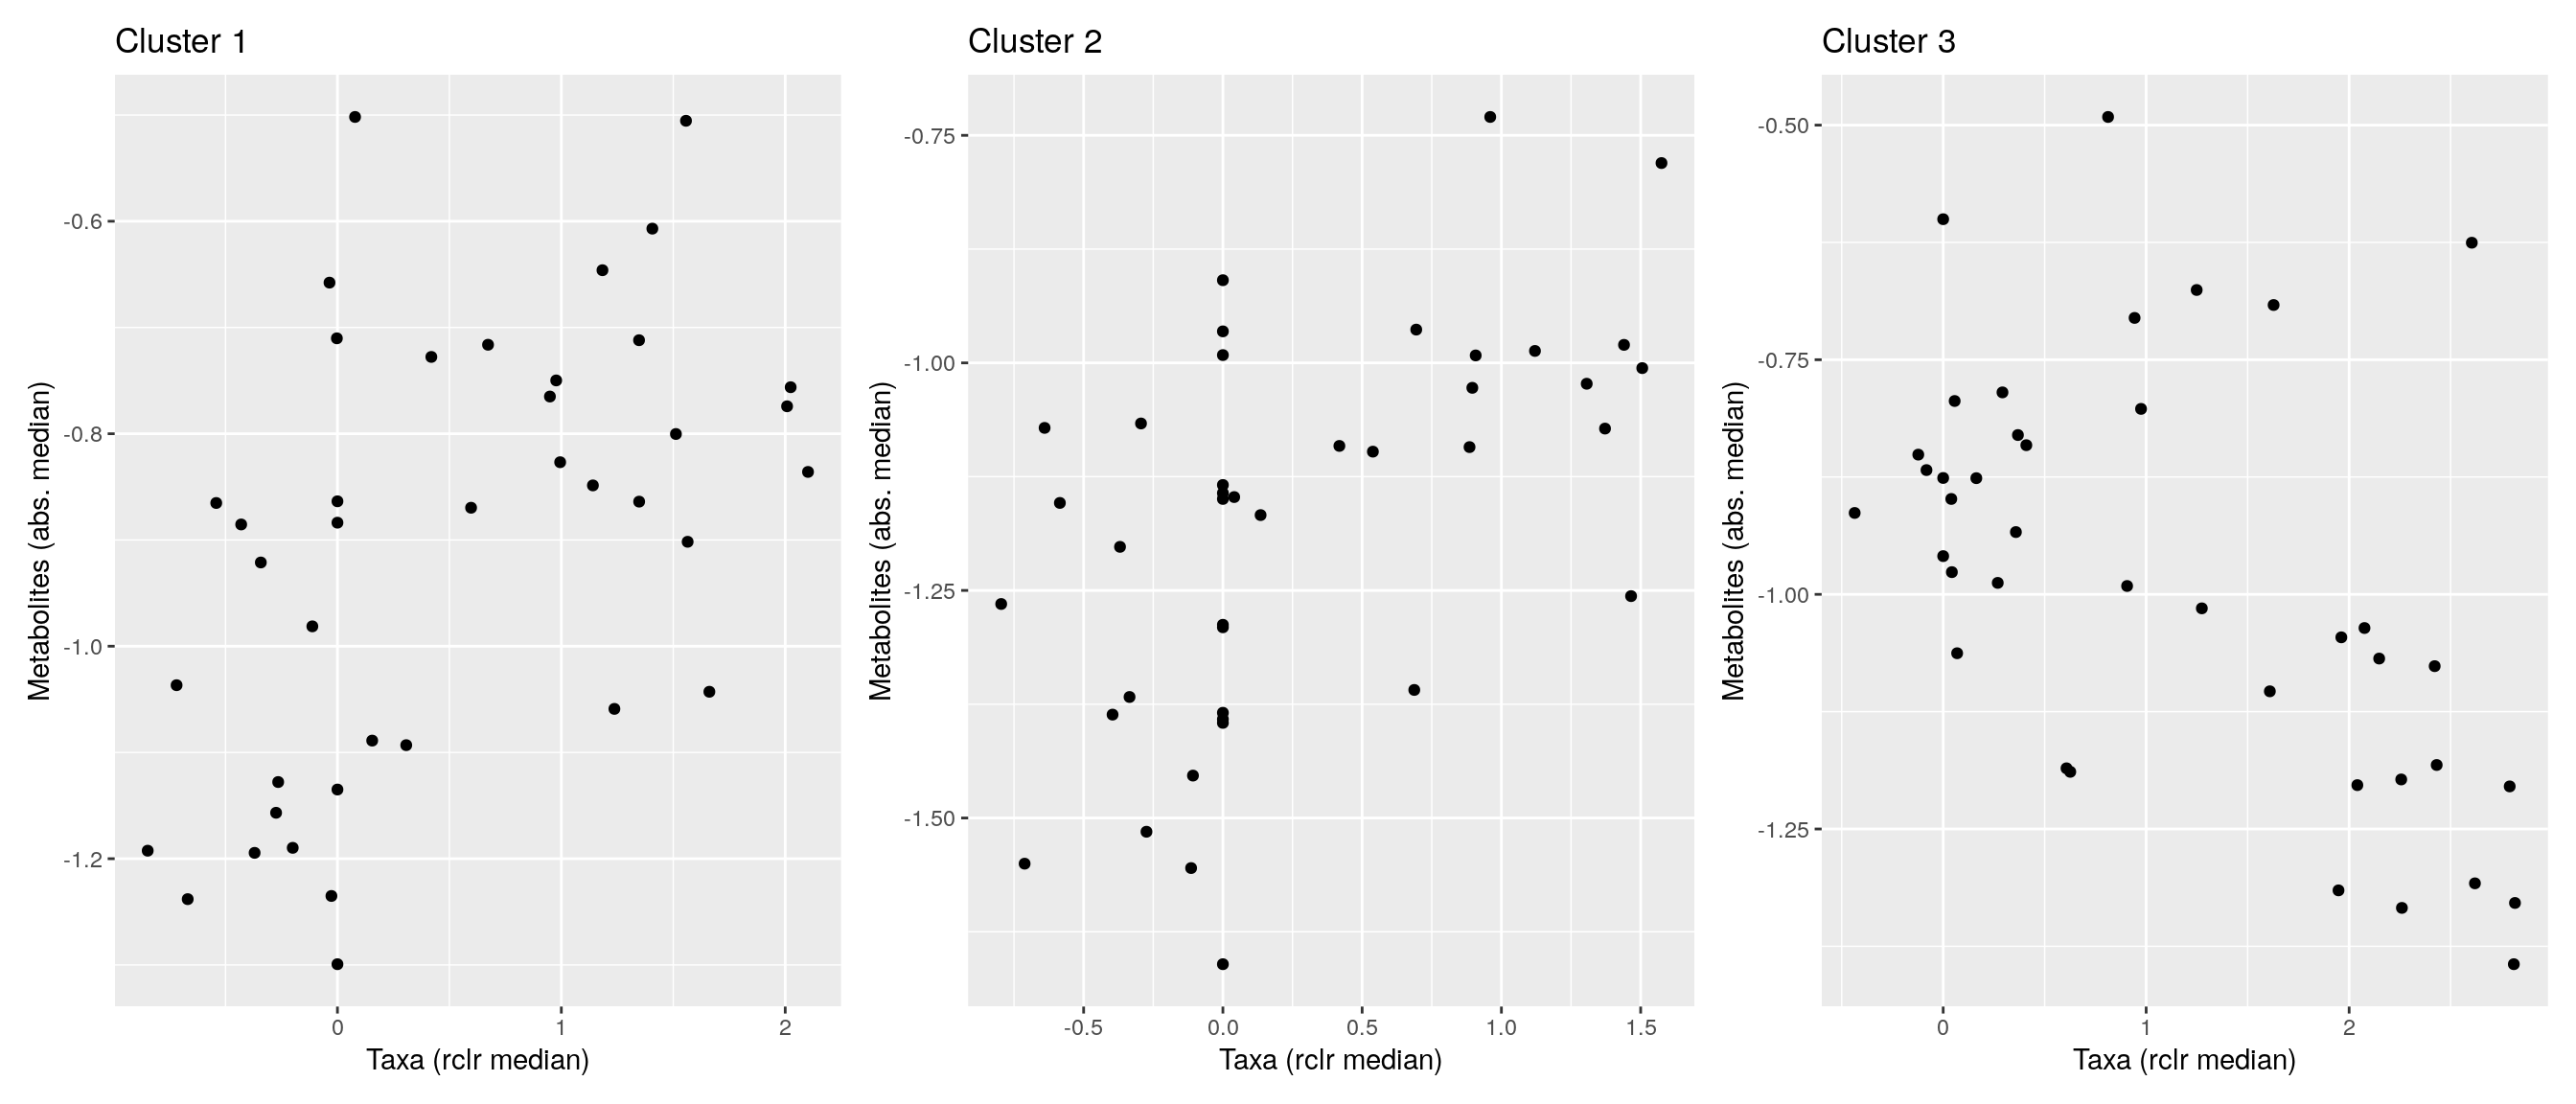 Cluster 1
Metabolites (abs. median)
-0.6
-0.8
-1.0
-1.2
0 1 2
Taxa (rclr median)
Cluster 2
Metabolites (abs. median)
-0.75
-1.00
-1.25
-1.50
-0.5 0.0 0.5 1.0 1.5
Taxa (rclr median)
Cluster 3
Metabolites (abs. median)
-0.50
-0.75
-1.00
-1.25
0 1 2
Taxa (rclr median)